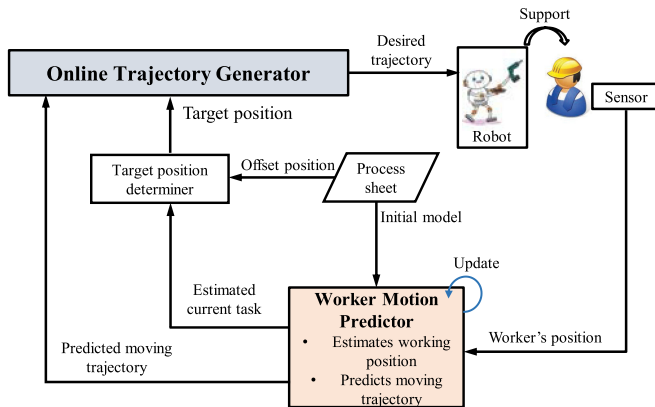 Support
Desired
trajectory
Online Trajectory Generator
Sensor
Robot
Target position
Offset position
Process
sheet
Target position
determiner
Initial model
Update
Estimated
current task
Worker Motion
Predictor
• Estimates working
position
• Predicts moving
trajectory
Worker's position
Predicted moving
trajectory